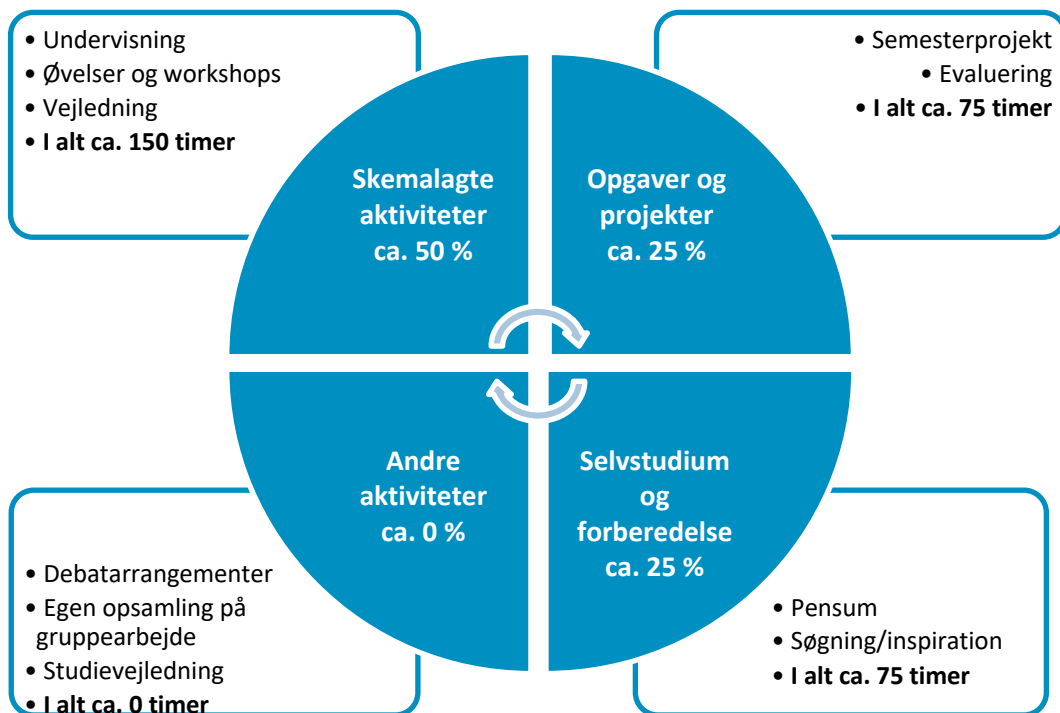 • Undervisning
• Øvelser og workshops
• Vejledning
• I alt ca. 150 timer
• Semesterprojekt
• Evaluering
• I alt ca. 75 timer
Skemalagte
aktiviteter
ca. 50 %
Opgaver og
projekter
ca. 25 %
Andre
aktiviteter
ca. 0 %
Selvstudium
og
forberedelse
ca. 25 %
• Debatarrangementer
• Egen opsamling på
gruppearbejde
• Studievejledning
• I alt ca. 0 timer
• Pensum
• Søgning/inspiration
• I alt ca. 75 timer